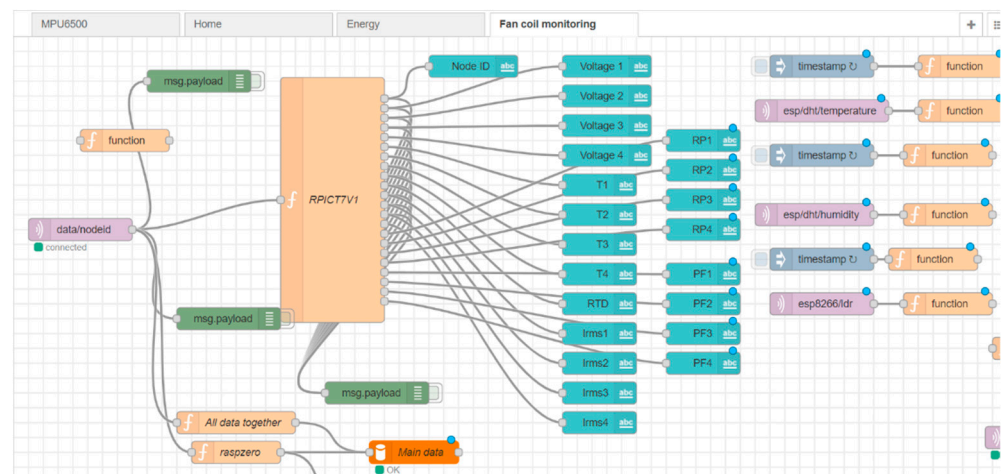 MPU6500
Home
Energy
Fan coil monitoring
+
msg.payload
function
data/nodeid
connected
msg.payload
RPICT7V1
msg.payload
All data together
raspzero
Main data
OK
Node ID abc
Voltage 1 abc
Voltage 2 abc
Voltage 3 abc
Voltage 4 abc
T1 abc
T2 abc
T3 abc
T4 abc
RTD abc
Irms1 abc
Irms2 abc
Irms3 abc
Irms4 abc
RP1 abc
RP2 abc
RP3 abc
RP4 abc
PF1 abc
PF2 abc
PF3 abc
PF4 abc
timestamp ↻
function
esp/dht/temperature
function
timestamp ↻
function
esp/dht/humidity
function
timestamp ↻
function
esp8266/ldr
function